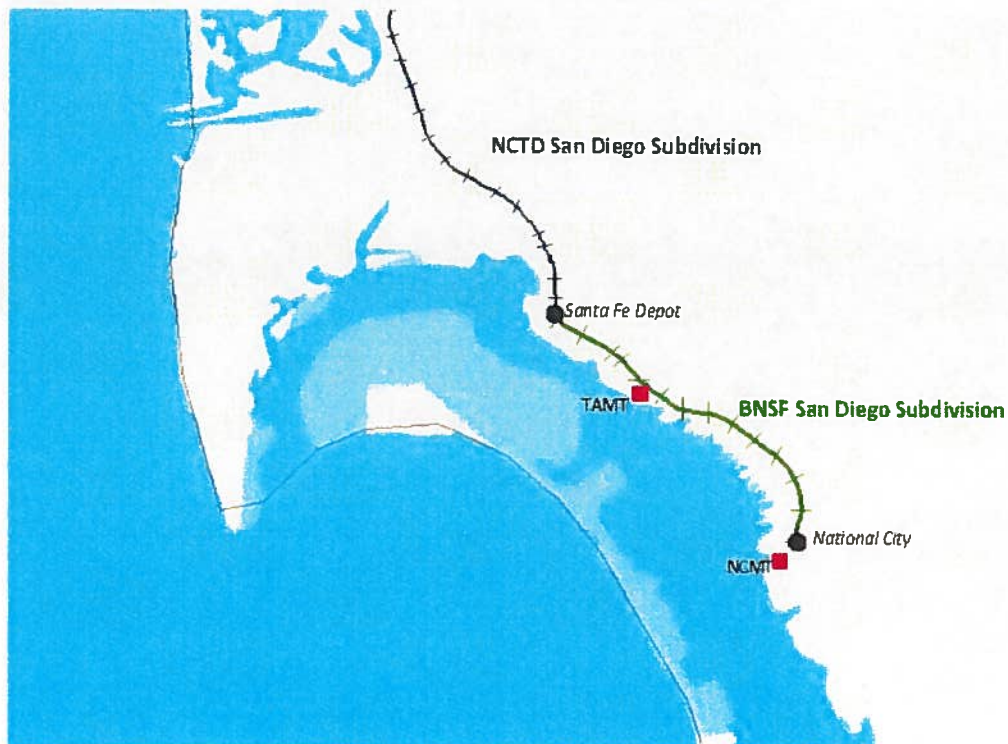 NCTD San Diego Subdivision
Santa Fe Depot
TAMT
BNSF San Diego Subdivision
National City
NCMT